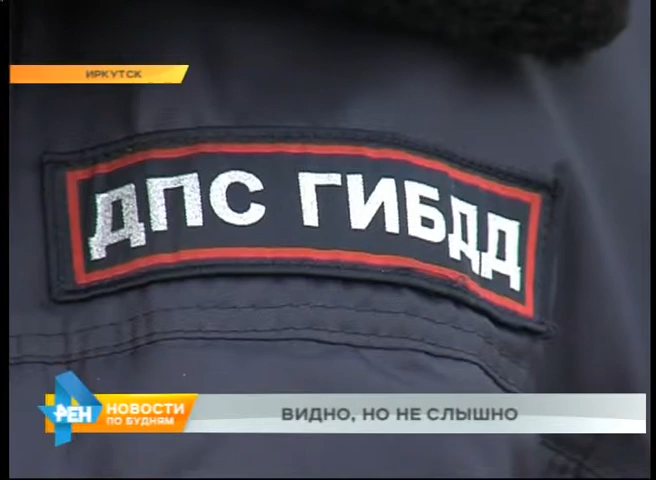 ИРКУТСК
ДПС ГИБДД
РЕН НОВОСТИ
ПО БУДНЯМ
ВИДНО, НО НЕ СЛЫШНО